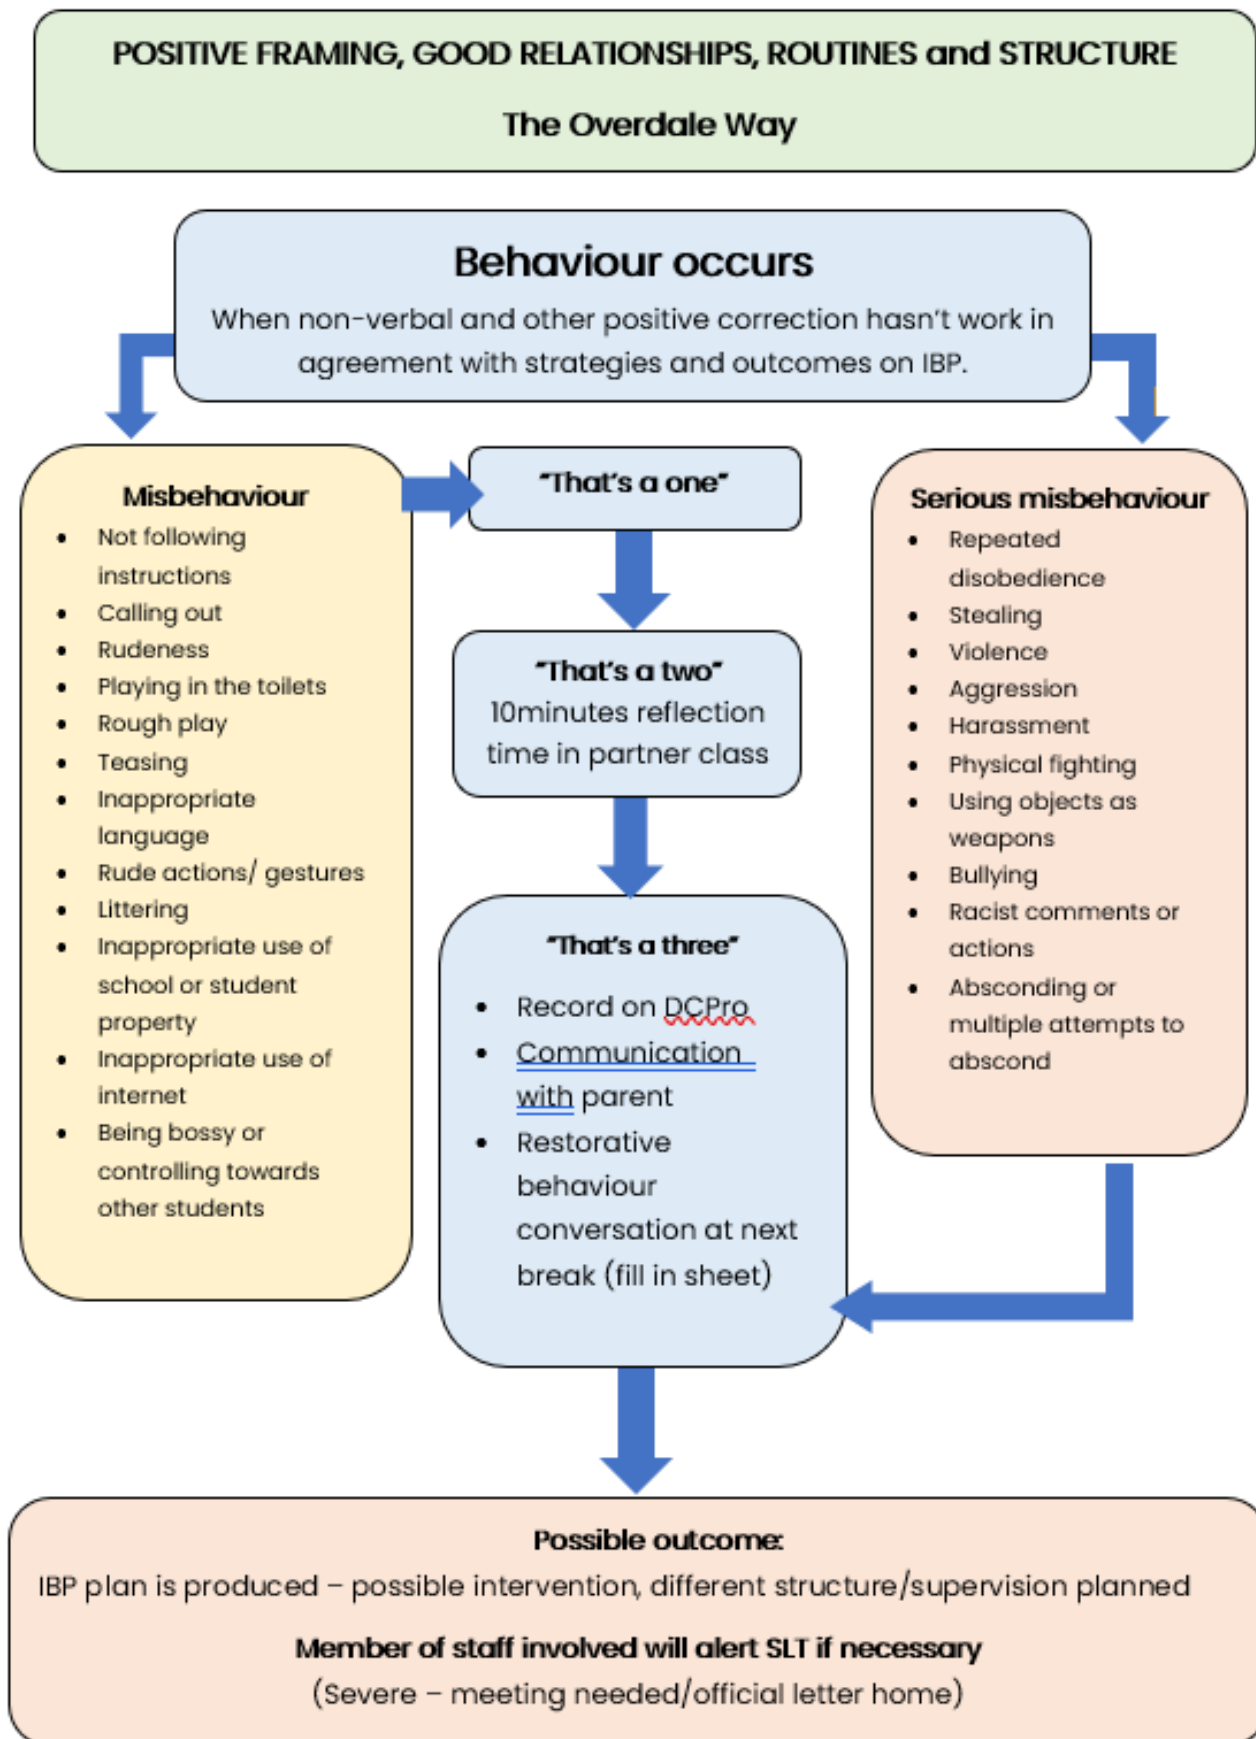 POSITIVE FRAMING, GOOD RELATIONSHIPS, ROUTINES and STRUCTURE
The Overdale Way
Behaviour occurs
When non-verbal and other positive correction hasn't work in
agreement with strategies and outcomes on IBP.
Misbehaviour
• Not following
instructions
• Calling out
• Rudeness
• Playing in the toilets
• Rough play
• Teasing
• Inappropriate
language
• Rude actions/ gestures
• Littering
• Inappropriate use of
school or student
property
• Inappropriate use of
internet
• Being bossy or
controlling towards
other students
"That's a one"
"That's a two"
10minutes reflection
time in partner class
"That's a three"
• Record on DCPro
• Communication
with parent
• Restorative
behaviour
conversation at next
break (fill in sheet)
Serious misbehaviour
• Repeated
disobedience
• Stealing
• Violence
• Aggression
• Harassment
• Physical fighting
• Using objects as
weapons
• Bullying
• Racist comments or
actions
• Absconding or
multiple attempts to
abscond
Possible outcome:
IBP plan is produced – possible intervention, different structure/supervision planned
Member of staff involved will alert SLT if necessary
(Severe – meeting needed/official letter home)